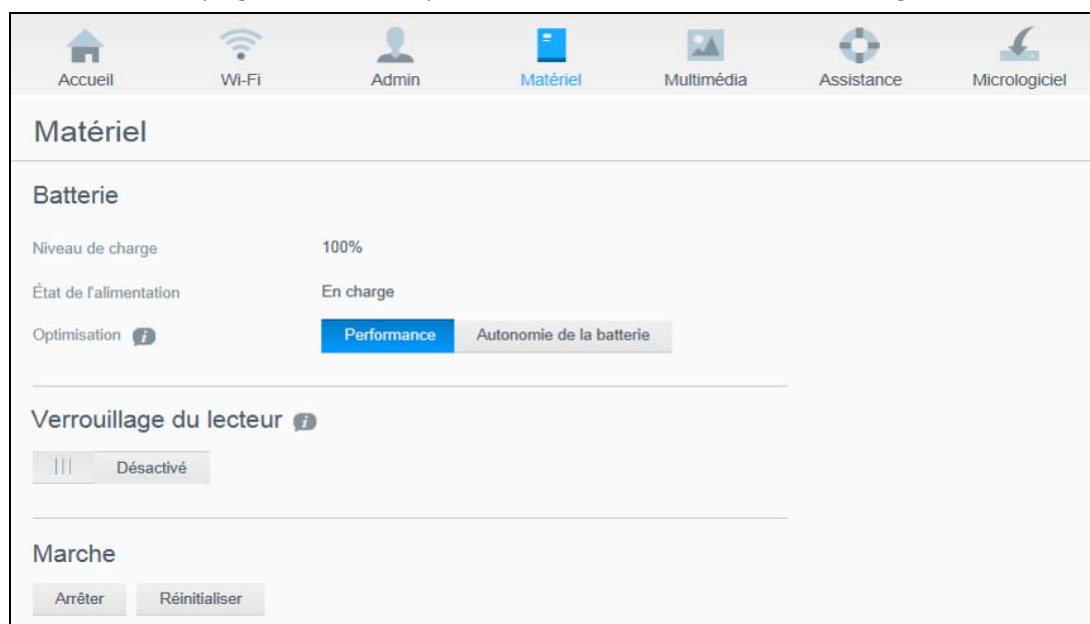 Accueil Wi-Fi Admin Matériel Multimédia Assistance Micrologiciel
Matériel
Batterie
Niveau de charge 100%
État de l'alimentation En charge
Optimisation i Performance Autonomie de la batterie
Verrouillage du lecteur i
Désactivé
Marche
Arrêter Réinitialiser